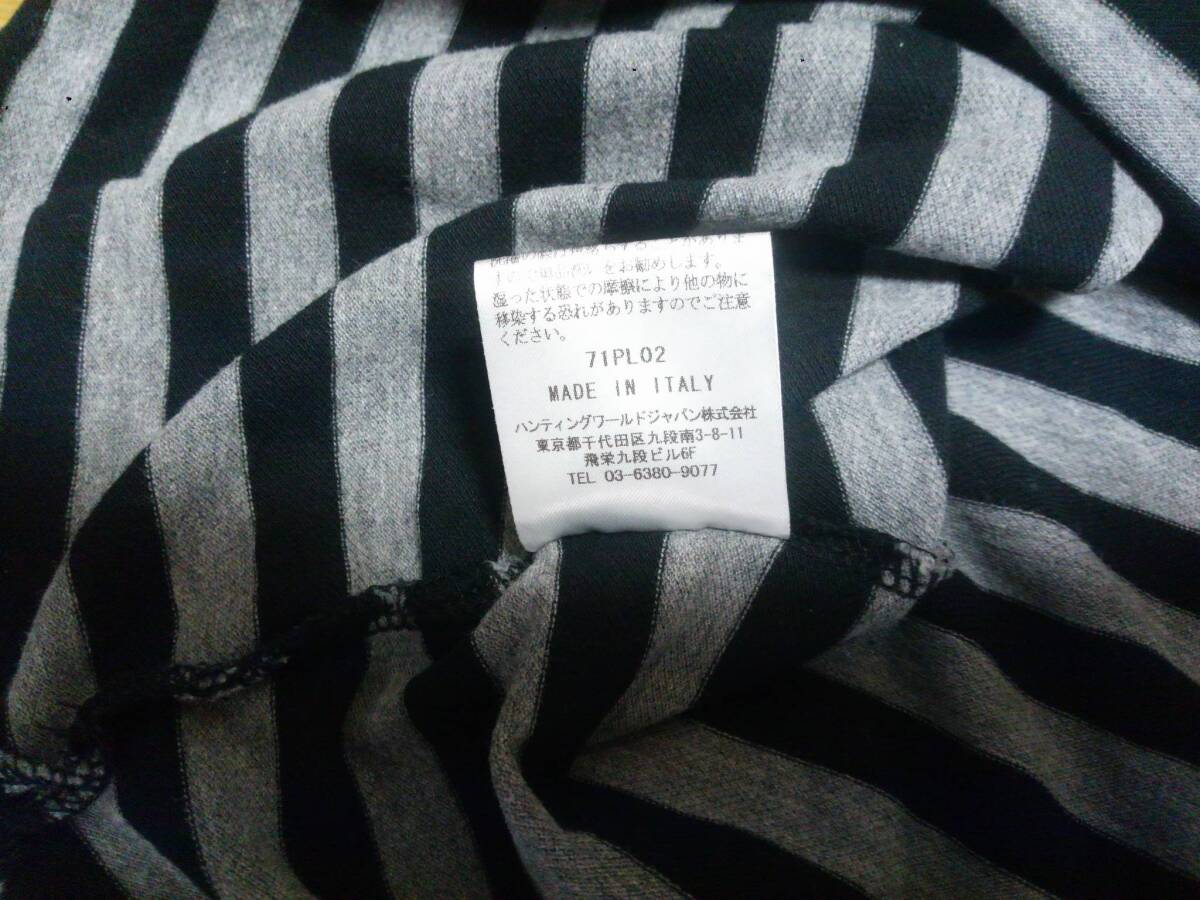 すので
をお勧めします。
湿った状態での摩擦により他の物に
移染する恐れがありますのでご注意
ください。
71PL02
MADE IN ITALY
ハンティングワールドジャパン株式会社
東京都千代田区九段南3-8-11
飛栄九段ビル6F
TEL 03-6380-9077